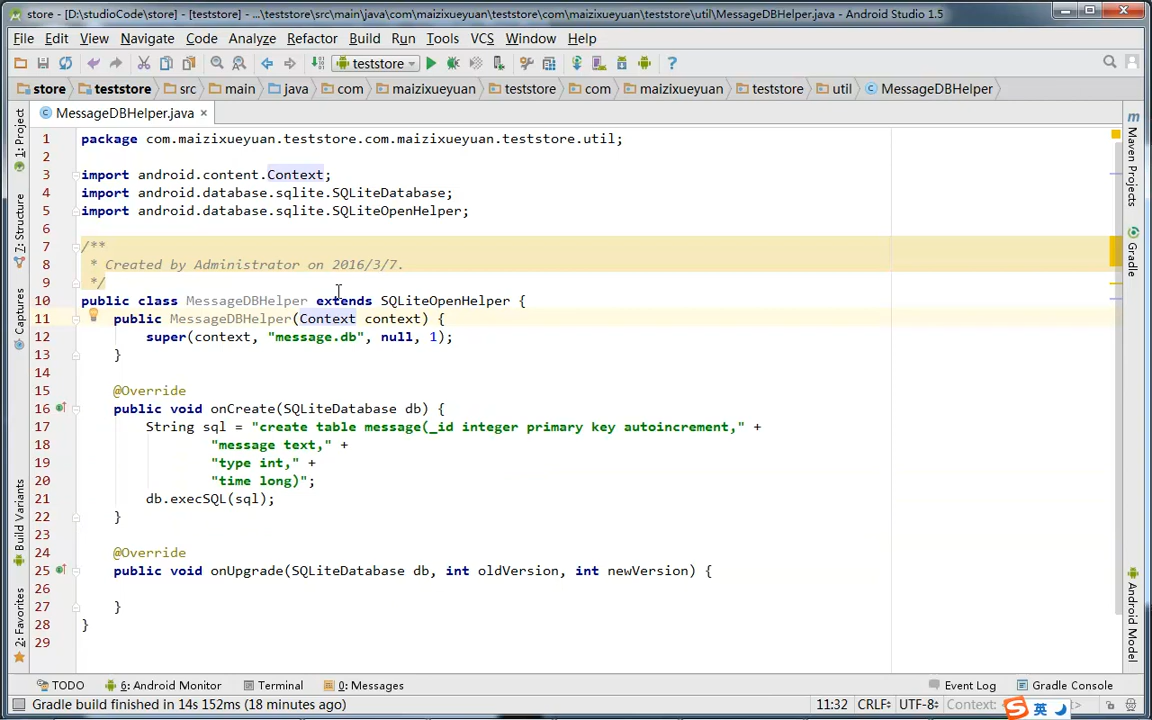 store - [D:\studioCode\store] - [teststore] - ...\teststore\src\main\java\com\maizixueyuan\teststore\com\maizixueyuan\teststore\util\MessageDBHelper.java - Android Studio 1.5
File Edit View Navigate Code Analyze Refactor Build Run Tools VCS Window Help
teststore
store teststore src main java com maizixueyuan teststore com maizixueyuan teststore util MessageDBHelper
MessageDBHelper.java
1 package com.maizixueyuan.teststore.com.maizixueyuan.teststore.util;
2
3 import android.content.Context;
4 import android.database.sqlite.SQLiteDatabase;
5 import android.database.sqlite.SQLiteOpenHelper;
6
7 /**
8 * Created by Administrator on 2016/3/7.
9 */
10 public class MessageDBHelper extends SQLiteOpenHelper {
11 public MessageDBHelper(Context context) {
12 super(context, "message.db", null, 1);
13 }
14
15 @Override
16 public void onCreate(SQLiteDatabase db) {
17 String sql = "create table message(_id integer primary key autoincrement," +
18 "message text," +
19 "type int," +
20 "time long)";
21 db.execSQL(sql);
22 }
23
24 @Override
25 public void onUpgrade(SQLiteDatabase db, int oldVersion, int newVersion) {
26
27 }
28 }
29
1: Project
7: Structure
Captures
Build Variants
2: Favorites
Maven Projects
Gradle
Android Model
TODO 6: Android Monitor Terminal 0: Messages Event Log Gradle Console
Gradle build finished in 14s 152ms (18 minutes ago) 11:32 CRLF UTF-8 Context:
英